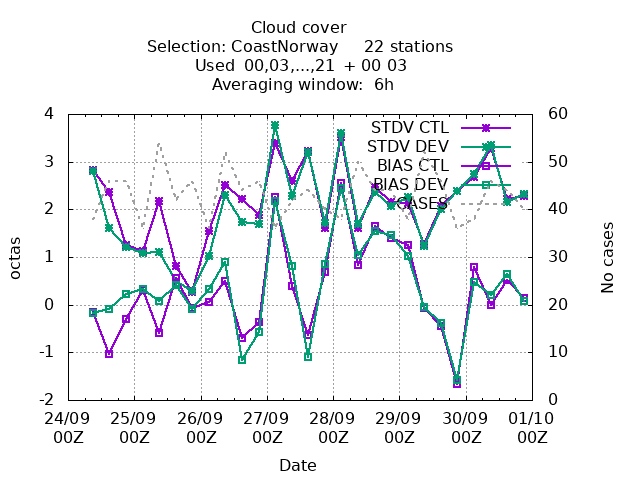 Cloud cover
Selection: CoastNorway 22 stations
Used 00,03,...,21 + 00 03
Averaging window: 6h
4 60
STDV CTL
STDV DEV
3 50
BIAS CTL
BIAS DEV
2 CASES 40
1 30
octas
No cases
0 20
-1 10
-2 0
24/09 25/09 26/09 27/09 28/09 29/09 30/09 01/10
00Z 00Z 00Z 00Z 00Z 00Z 00Z 00Z
Date